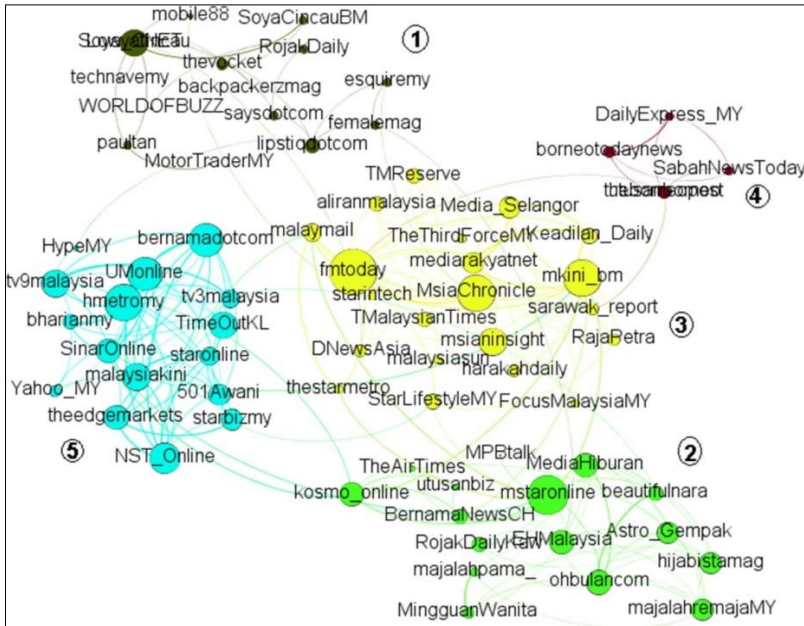 mobile88
SoyaCincauBM
1
RojakDaily
thevocket
technavemy
backpackerzmag
esquiremy
WORLDOFBUZZ
saysdotcom
femalemag
paultan
lipstiqdotcom
MotorTraderMY
DailyExpress_MY
borneotodaynews
SabahNewsToday
4
TMReserve
aliranmalaysia
Media_Selangor
malaymail
TheThirdForceMY
Keadilan_Daily
mediarakyatnet
fmtoday
mkini_bm
starintech
MsiaChronicle
sarawak_report
TMalaysianTimes
3
RajaPetra
msianinsight
DNewsAsia
malaysiasun
harakahdaily
thestarmetro
StarLifestyleMY
FocusMalaysiaMY
bernamadotcom
HypeMY
UMonline
tv9malaysia
hmetromy
tv3malaysia
bharianmy
TimeOutKL
SinarOnline
staronline
malaysiakini
Yahoo_MY
501Awani
theedgemarkets
starbizmy
5
NST_Online
MPBtalk
2
TheAirTimes
MediaHiburan
utusanbiz
kosmo_online
mstaronline
beautifulnara
BernamaNewsCH
Astro_Gempak
RojakDailyKaw
EHMalaysia
hijabistamag
majalahpama_
ohbulancom
MingguanWanita
majalahremajaMY